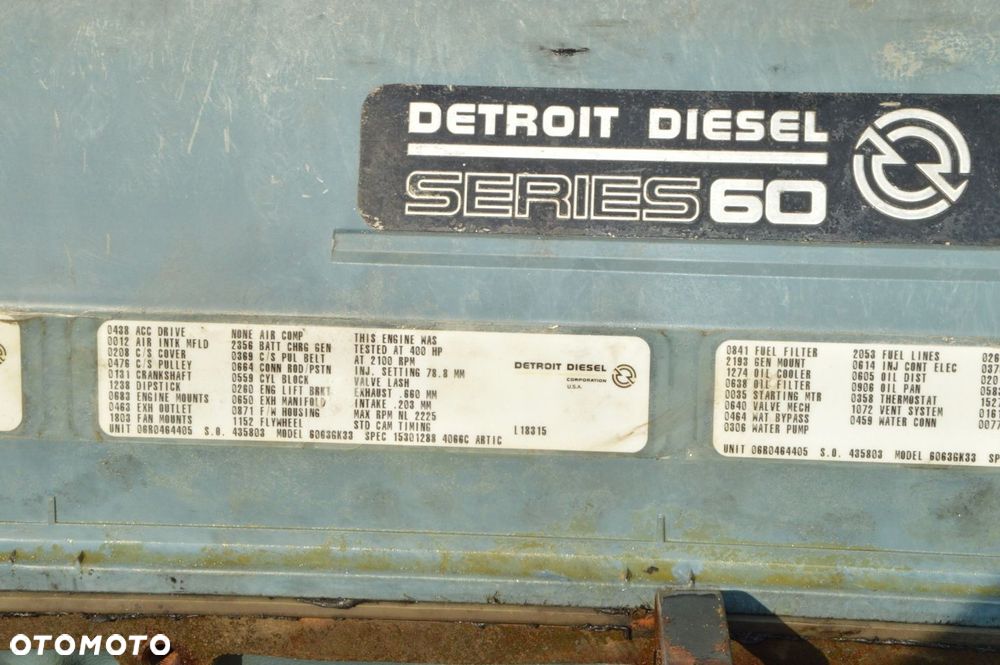 DETROIT DIESEL
SERIES 60
0438 ACC DRIVE NONE AIR COMP THIS ENGINE WAS
0012 AIR INTK MFLD 2356 BATT CHRG GEN TESTED AT 400 HP
0208 C/S COVER 0369 C/S PUL BELT AT 2100 RPM
0476 C/S PULLEY 0664 CONN ROD/PSTN INJ. SETTING 78.8 MM
0131 CRANKSHAFT 0559 CYL BLOCK VALVE LASH
1238 DIPSTICK 0260 ENG LIFT BRKT EXHAUST .660 MM
0683 ENGINE MOUNTS 0650 EXH MANIFOLD INTAKE .203 MM
0463 EXH OUTLET 0871 F/W HOUSING MAX RPM NL 2225
1803 FAN MOUNTS 1152 FLYWHEEL STD CAM TIMING
UNIT 06R0464405 S.O. 435803 MODEL 6063GK33 SPEC 15301288 4066C ARTIC
DETROIT DIESEL
CORPORATION
U.S.A.
L18315
0841 FUEL FILTER 2053 FUEL LINES
2193 GEN MOUNT 0614 INJ CONT ELEC
1274 OIL COOLER 0605 OIL DIST
0638 OIL FILTER 0906 OIL PAN
0035 STARTING MTR 0358 THERMOSTAT
0640 VALVE MECH 1072 VENT SYSTEM
0464 WAT BYPASS 0459 WATER CONN
0306 WATER PUMP
UNIT 06R0464405 S.O. 435803 MODEL 6063GK33
OTOMOTO